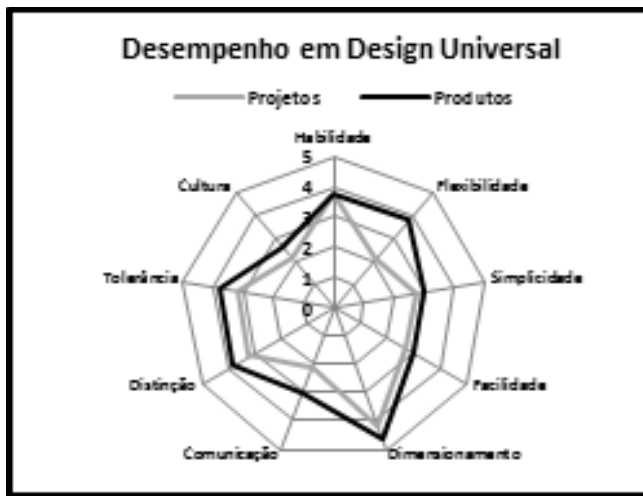 Desempenho em Design Universal
Projetos Produtos
Habilidade
Flexibilidade
Simplicidade
Facilidade
Dimensionamento
Comunicação
Distinção
Tolerância
Cultura
5
4
3
2
1
0